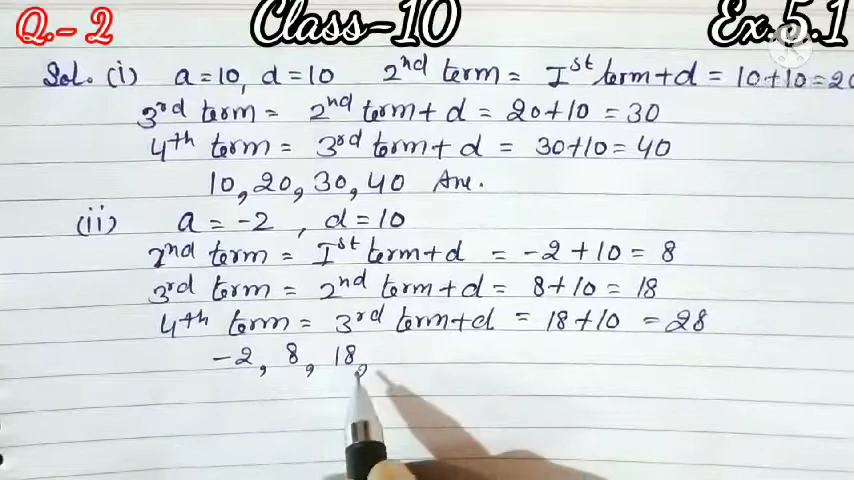 Q.- 2 Class-10 Ex.5.1
Sol. (i) a = 10, d = 10 2nd term = Ist term + d = 10+10=20
3rd term = 2nd term + d = 20+10 = 30
4th term = 3rd term + d = 30+10 = 40
10, 20, 30, 40 Ans.
(ii) a = -2, d = 10
2nd term = Ist term + d = -2 + 10 = 8
3rd term = 2nd term + d = 8 + 10 = 18
4th term = 3rd term + d = 18 + 10 = 28
-2, 8, 18,